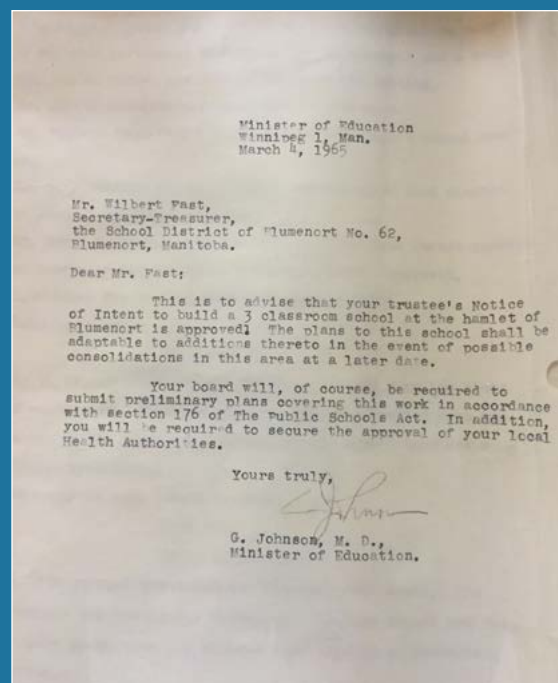 Minister of Education
Winnipeg 1, Man.
March 4, 1965
Mr. Wilbert Fast,
Secretary-Treasurer,
the School District of Blumenort No. 62,
Blumenort, Manitoba.
Dear Mr. Fast:
This is to advise that your trustee's Notice
of Intent to build a 3 classroom school at the hamlet of
Blumenort is approved. The plans to this school shall be
adaptable to additions thereto in the event of possible
consolidations in this area at a later date.
Your board will, of course, be required to
submit preliminary plans covering this work in accordance
with section 176 of The Public Schools Act. In addition,
you will be required to secure the approval of your local
Health Authorities.
Yours truly,
G Johnson
G. Johnson, M. D.,
Minister of Education.